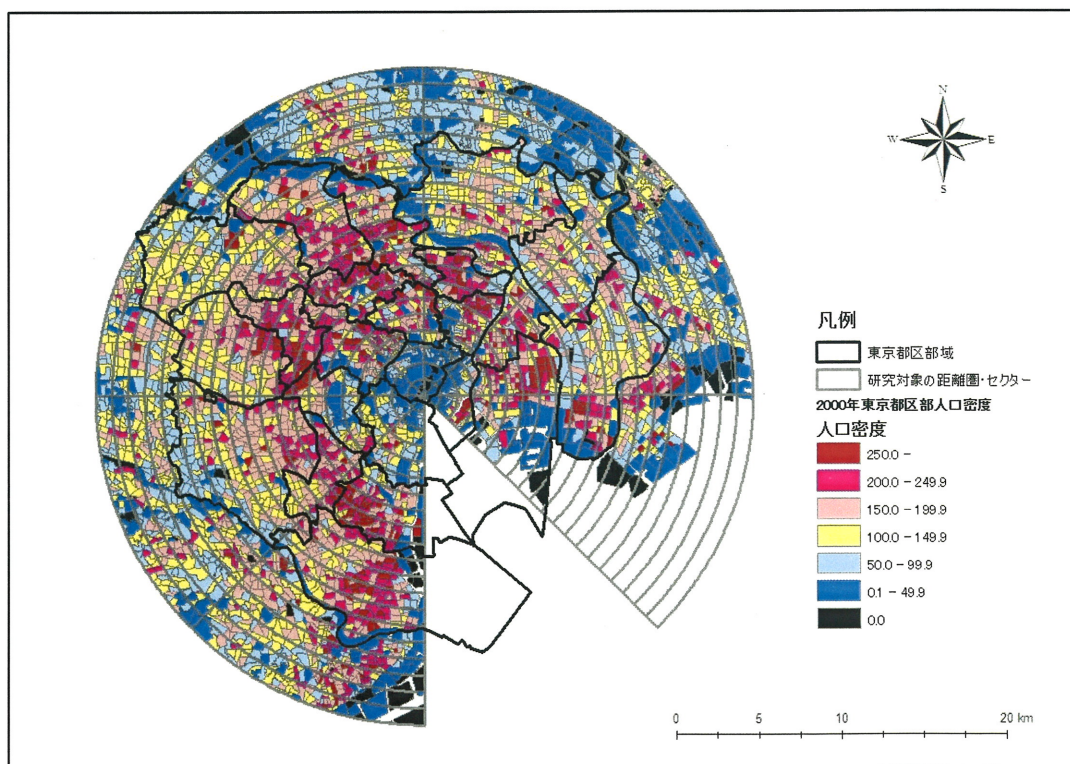 N
W
E
S
凡例
東京都区部域
研究対象の距離圏・セクター
2000年東京都区部人口密度
人口密度
250.0 -
200.0 - 249.9
150.0 - 199.9
100.0 - 149.9
50.0 - 99.9
0.1 - 49.9
0.0
0 5 10 20 km